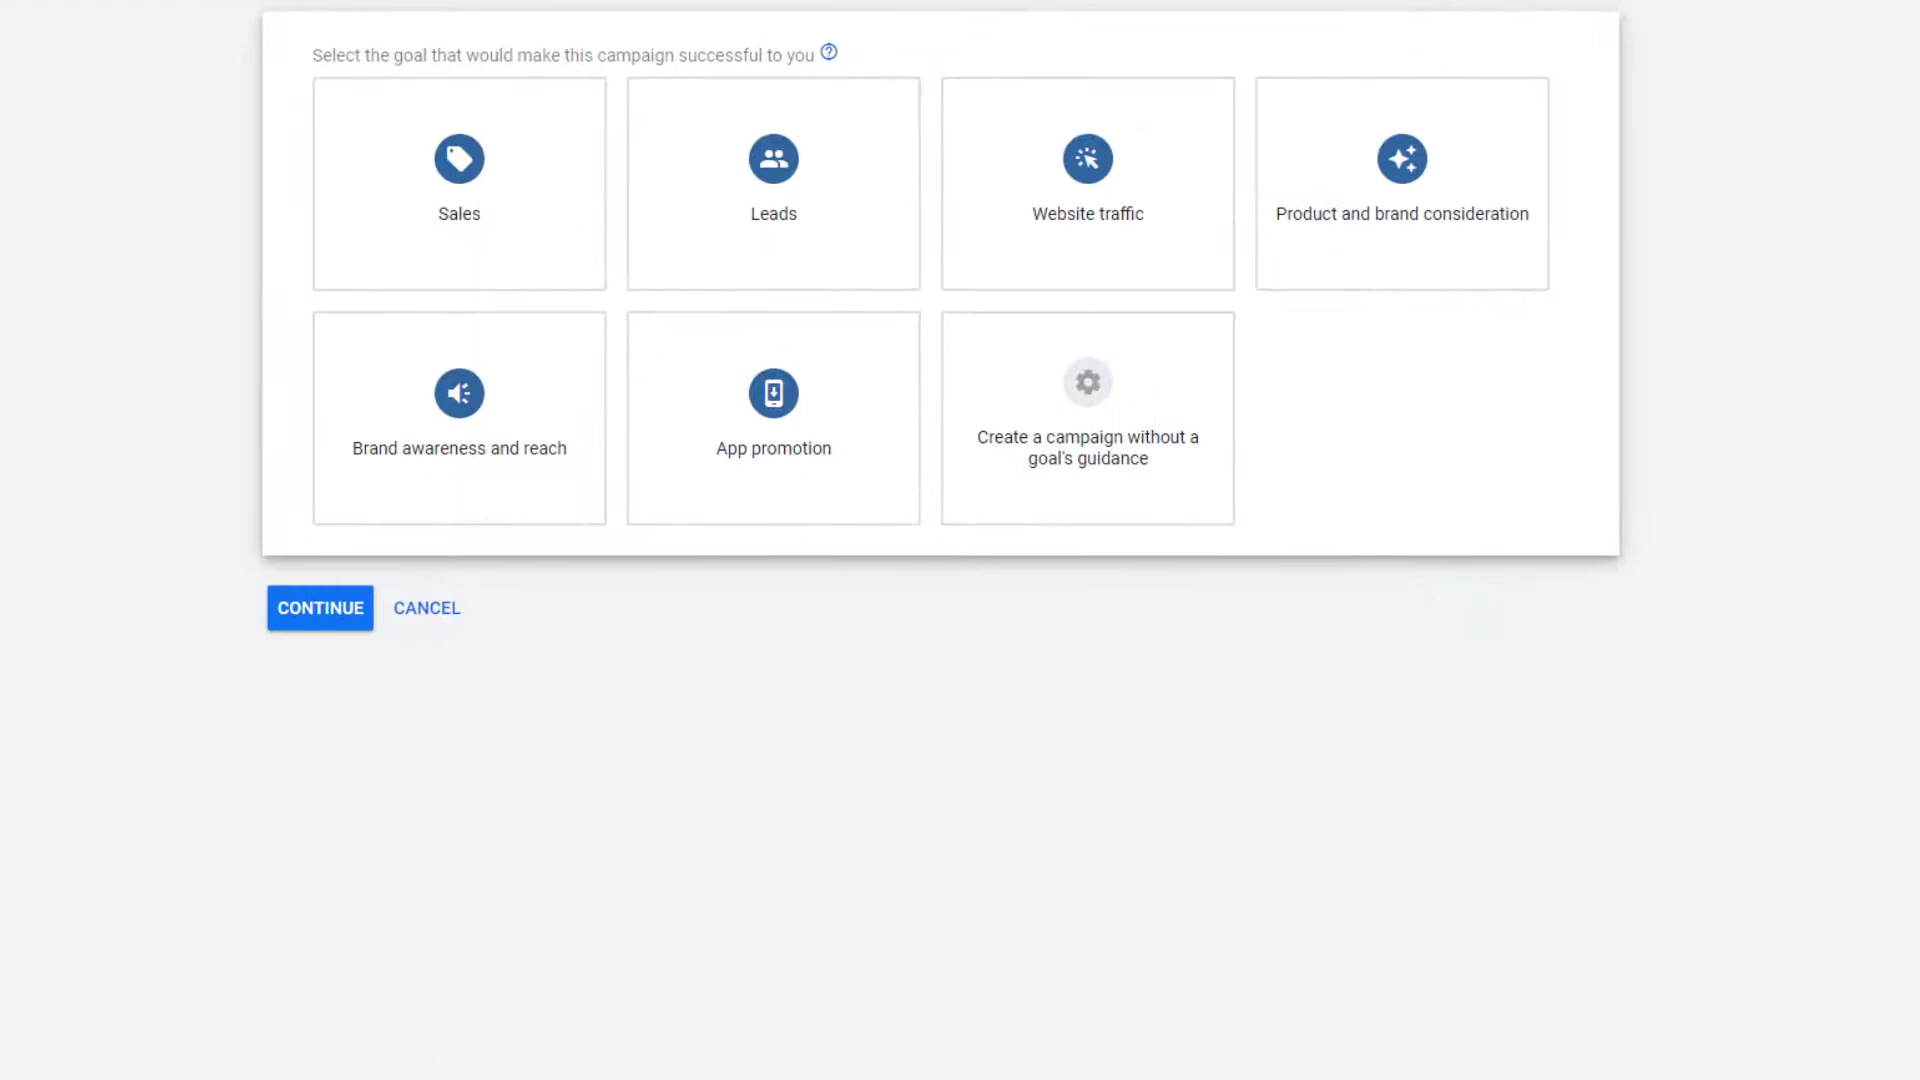 Select the goal that would make this campaign successful to you
Sales
Leads
Website traffic
Product and brand consideration
Brand awareness and reach
App promotion
Create a campaign without a
goal's guidance
CONTINUE
CANCEL